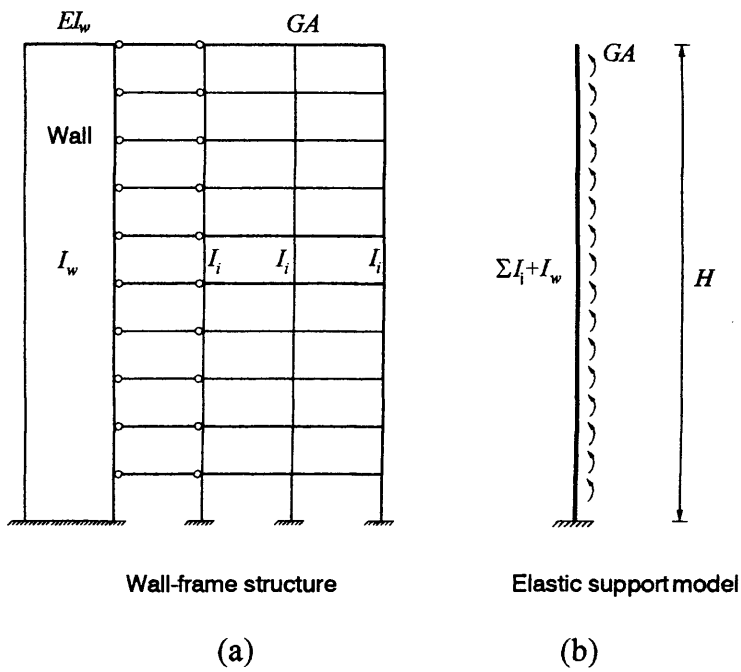 EI_w GA
Wall
I_w I_i I_i I_i
Wall-frame structure
(a)
GA
ΣI_i+I_w H
Elastic support model
(b)